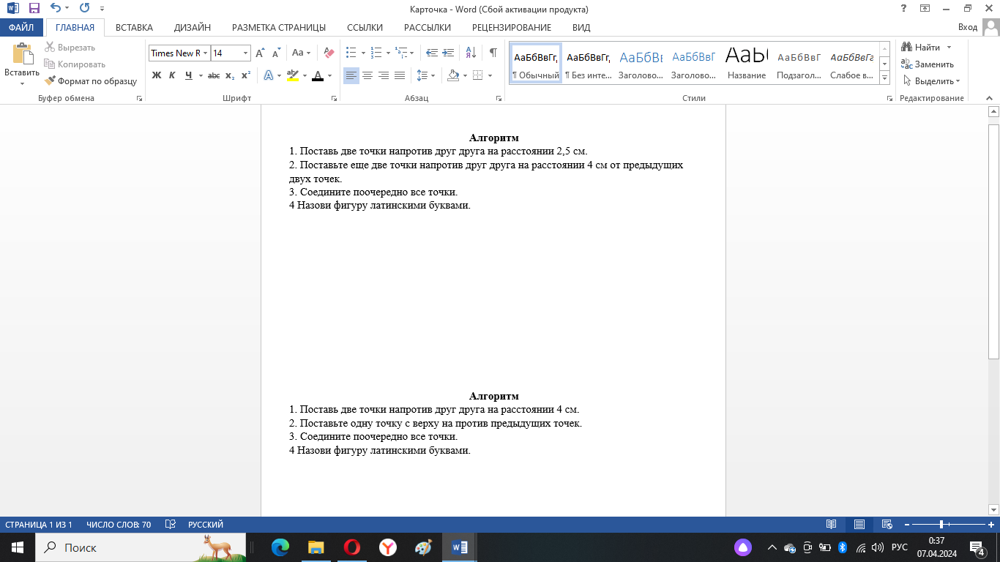 Карточка - Word (Сбой активации продукта)
ФАЙЛ ГЛАВНАЯ ВСТАВКА ДИЗАЙН РАЗМЕТКА СТРАНИЦЫ ССЫЛКИ РАССЫЛКИ РЕЦЕНЗИРОВАНИЕ ВИД Вход
Вставить
Вырезать
Копировать
Формат по образцу
Буфер обмена
Times New R 14
Ж К Ч abc x₂ x²
Шрифт
Абзац
АаБбВвГг, АаБбВвГг, АаБбВв АаБбВвГ АаБ АаБбВвГ АаБбВвГг
¶ Обычный ¶ Без инте... Заголово... Заголово... Название Подзагол... Слабое в...
Стили
Найти
Заменить
Выделить
Редактирование
Алгоритм
1. Поставь две точки напротив друг друга на расстоянии 2,5 см.
2. Поставьте еще две точки напротив друг друга на расстоянии 4 см от предыдущих
двух точек.
3. Соедините поочередно все точки.
4 Назови фигуру латинскими буквами.
Алгоритм
1. Поставь две точки напротив друг друга на расстоянии 4 см.
2. Поставьте одну точку с верху на против предыдущих точек.
3. Соедините поочередно все точки.
4 Назови фигуру латинскими буквами.
СТРАНИЦА 1 ИЗ 1 ЧИСЛО СЛОВ: 70 РУССКИЙ
Поиск
РУС
0:37
07.04.2024
4